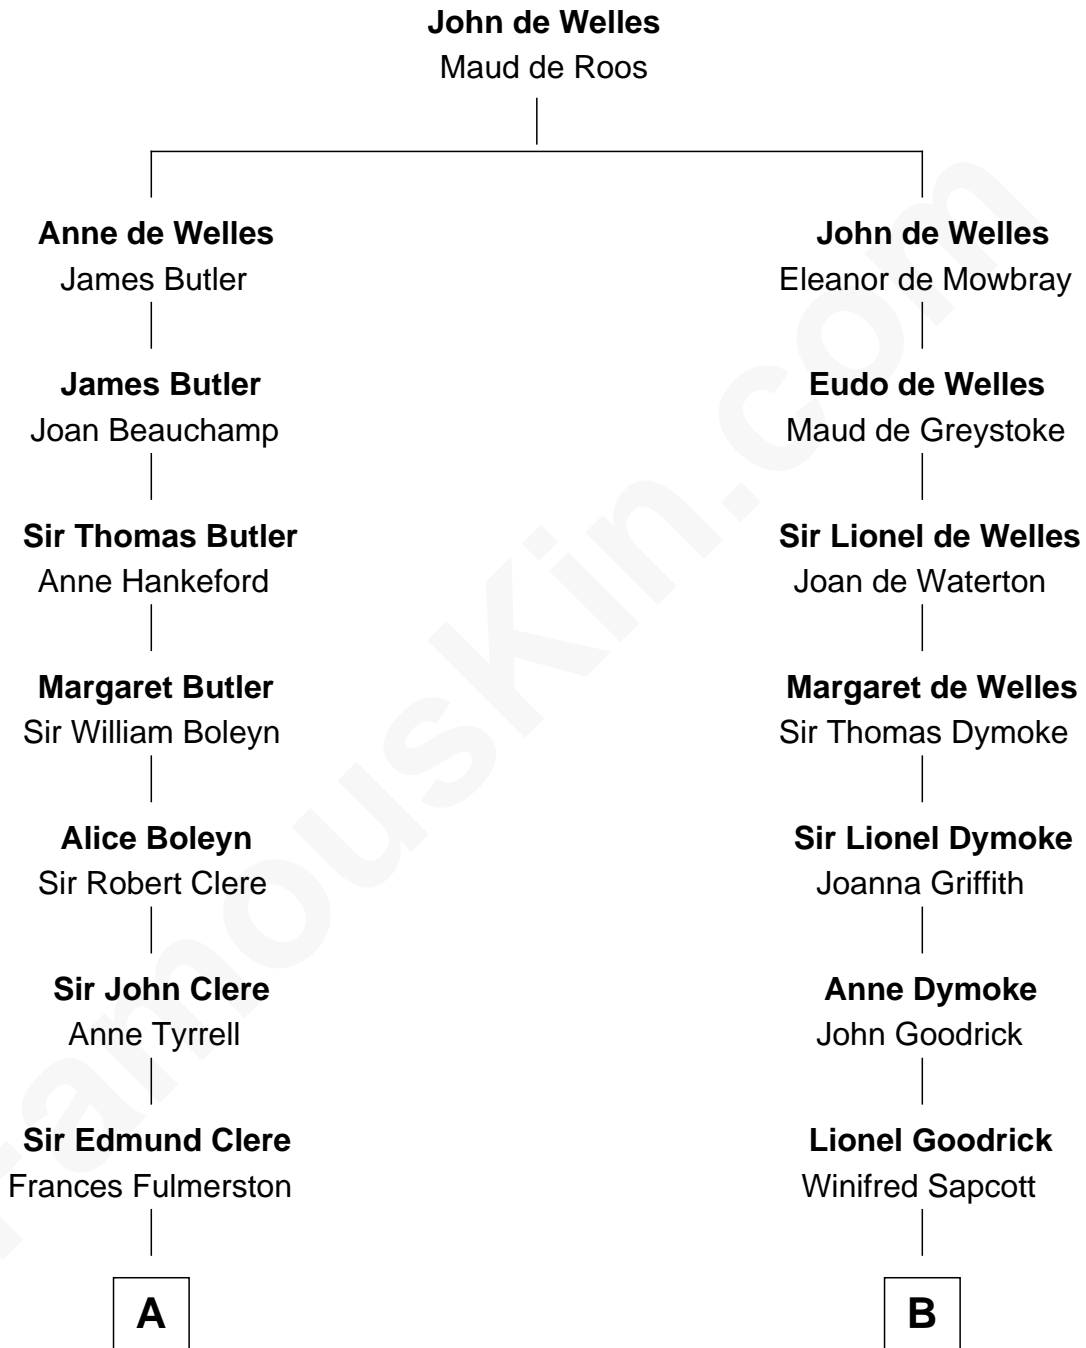 John de Welles
Maud de Roos
Anne de Welles
James Butler
John de Welles
Eleanor de Mowbray
James Butler
Joan Beauchamp
Eudo de Welles
Maud de Greystoke
Sir Thomas Butler
Anne Hankeford
Sir Lionel de Welles
Joan de Waterton
Margaret Butler
Sir William Boleyn
Margaret de Welles
Sir Thomas Dymoke
Alice Boleyn
Sir Robert Clere
Sir Lionel Dymoke
Joanna Griffith
Sir John Clere
Anne Tyrrell
Anne Dymoke
John Goodrick
Sir Edmund Clere
Frances Fulmerston
Lionel Goodrick
Winifred Sapcott
A
B
FamousKin.com